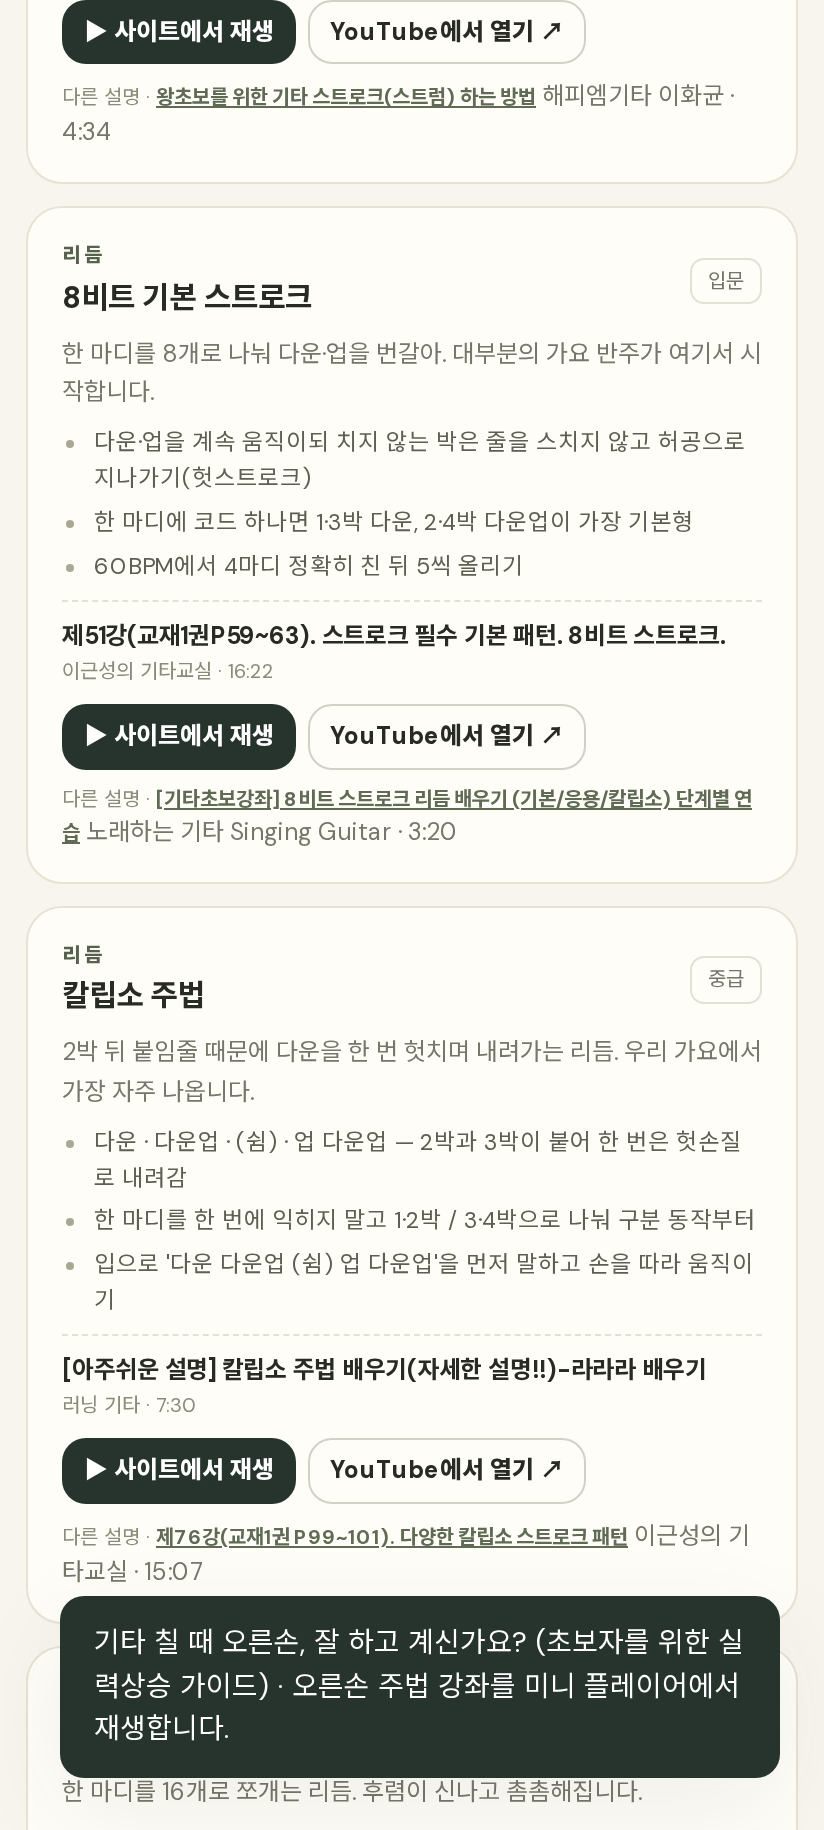 ▶ 사이트에서 재생
YouTube에서 열기 ↗
다른 설명 · 왕초보를 위한 기타 스트로크(스트럼) 하는 방법 해피엠기타 이화균 ·
4:34
리듬
8비트 기본 스트로크
입문
한 마디를 8개로 나눠 다운·업을 번갈아. 대부분의 가요 반주가 여기서 시
작합니다.
다운·업을 계속 움직이되 치지 않는 박은 줄을 스치지 않고 허공으로
지나가기(헛스트로크)
한 마디에 코드 하나면 1·3박 다운, 2·4박 다운업이 가장 기본형
60BPM에서 4마디 정확히 친 뒤 5씩 올리기
제51강(교재1권P59~63). 스트로크 필수 기본 패턴. 8비트 스트로크.
이근성의 기타교실 · 16:22
▶ 사이트에서 재생
YouTube에서 열기 ↗
다른 설명 · [기타초보강좌] 8비트 스트로크 리듬 배우기 (기본/응용/칼립소) 단계별 연
습 노래하는 기타 Singing Guitar · 3:20
리듬
칼립소 주법
중급
2박 뒤 붙임줄 때문에 다운을 한 번 헛치며 내려가는 리듬. 우리 가요에서
가장 자주 나옵니다.
다운 · 다운업 · (쉼) · 업 다운업 — 2박과 3박이 붙어 한 번은 헛손질
로 내려감
한 마디를 한 번에 익히지 말고 1·2박 / 3·4박으로 나눠 구분 동작부터
입으로 '다운 다운업 (쉼) 업 다운업'을 먼저 말하고 손을 따라 움직이
기
[아주쉬운 설명] 칼립소 주법 배우기(자세한 설명!!)-라라라 배우기
러닝 기타 · 7:30
▶ 사이트에서 재생
YouTube에서 열기 ↗
다른 설명 · 제76강(교재1권 P99~101). 다양한 칼립소 스트로크 패턴 이근성의 기
타교실 · 15:07
기타 칠 때 오른손, 잘 하고 계신가요? (초보자를 위한 실
력상승 가이드) · 오른손 주법 강좌를 미니 플레이어에서
재생합니다.
한 마디를 16개로 쪼개는 리듬. 후렴이 신나고 촘촘해집니다.